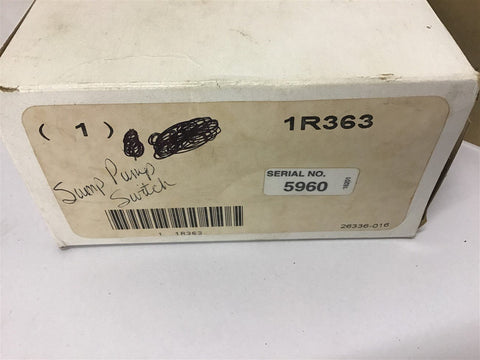 ( 1 )
1R363
Sump Pump
Switch
SERIAL NO.
5960
1 1R363
26336-016